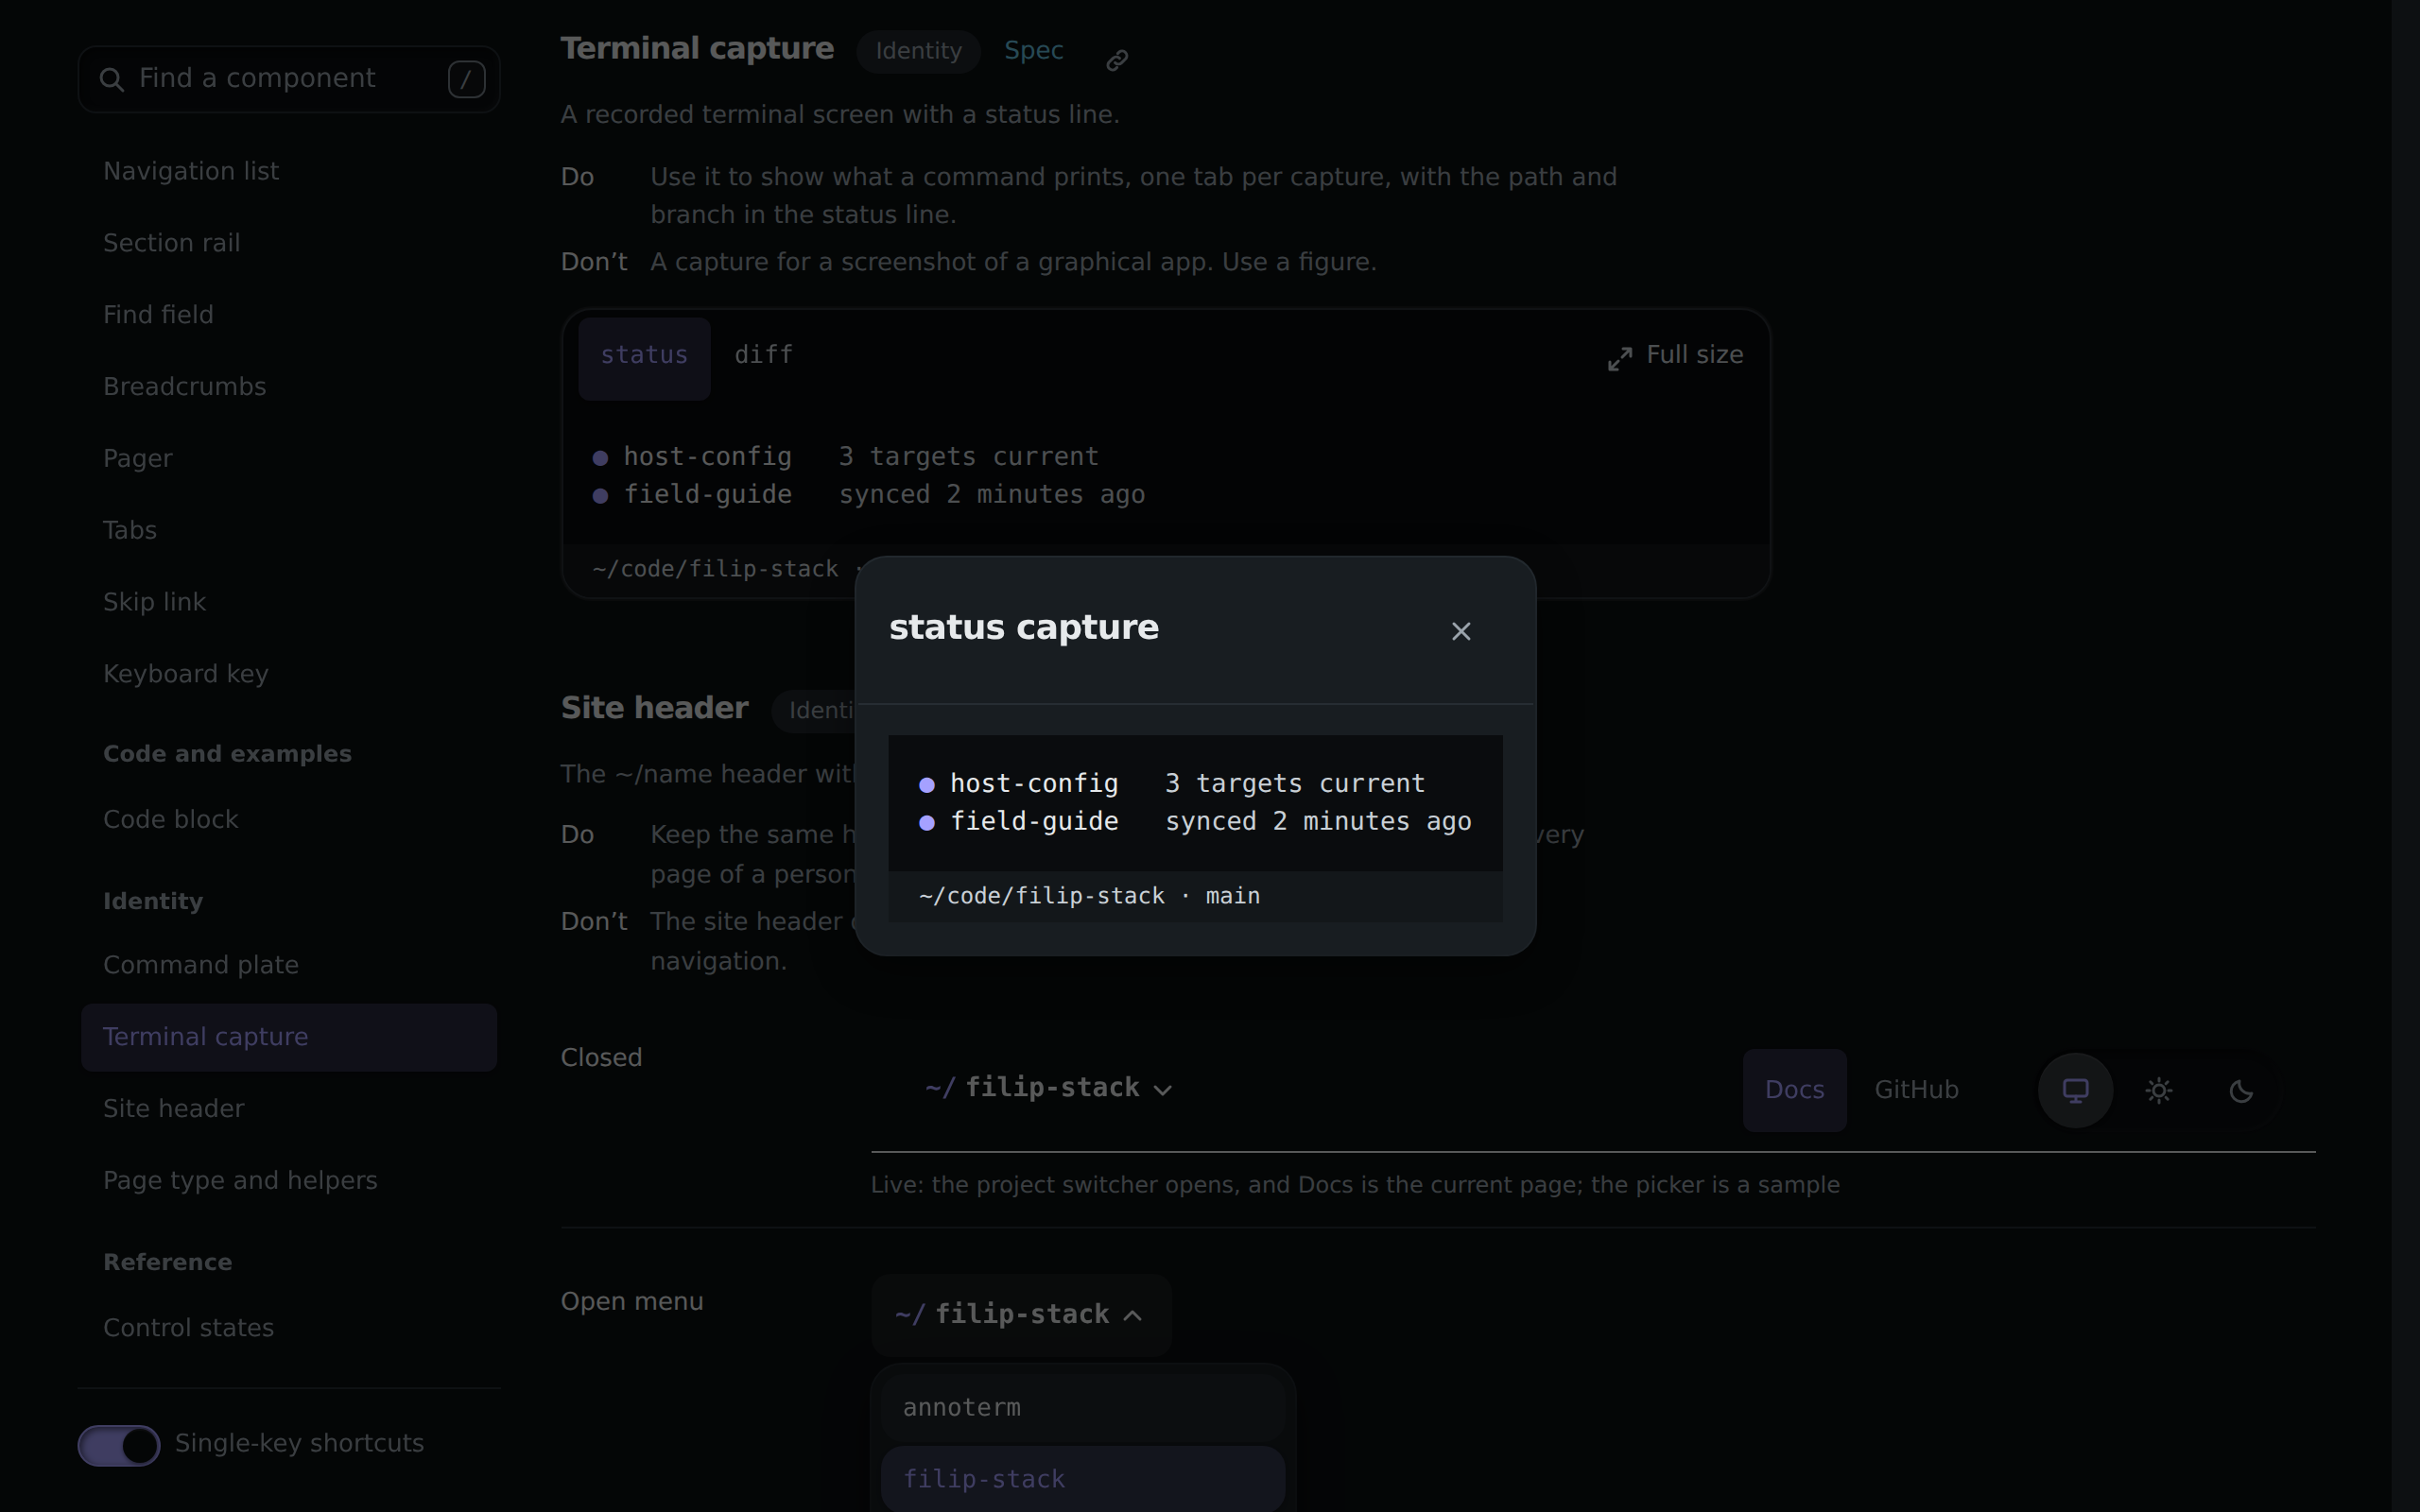 Find a component /
Navigation list
Section rail
Find field
Breadcrumbs
Pager
Tabs
Skip link
Keyboard key
Code and examples
Code block
Identity
Command plate
Terminal capture
Site header
Page type and helpers
Reference
Control states
Single-key shortcuts
Terminal capture Identity Spec
A recorded terminal screen with a status line.
Do Use it to show what a command prints, one tab per capture, with the path and
branch in the status line.
Don’t A capture for a screenshot of a graphical app. Use a figure.
status diff Full size
● host-config 3 targets current
● field-guide synced 2 minutes ago
~/code/filip-stack ·
status capture
● host-config 3 targets current
● field-guide synced 2 minutes ago
~/code/filip-stack · main
Site header
The ~/name header
Do Keep the same
page of a
Don’t The site header
navigation.
Closed
~/ filip-stack Docs GitHub
Live: the project switcher opens, and Docs is the current page; the picker is a sample
Open menu
~/ filip-stack
annoterm
filip-stack